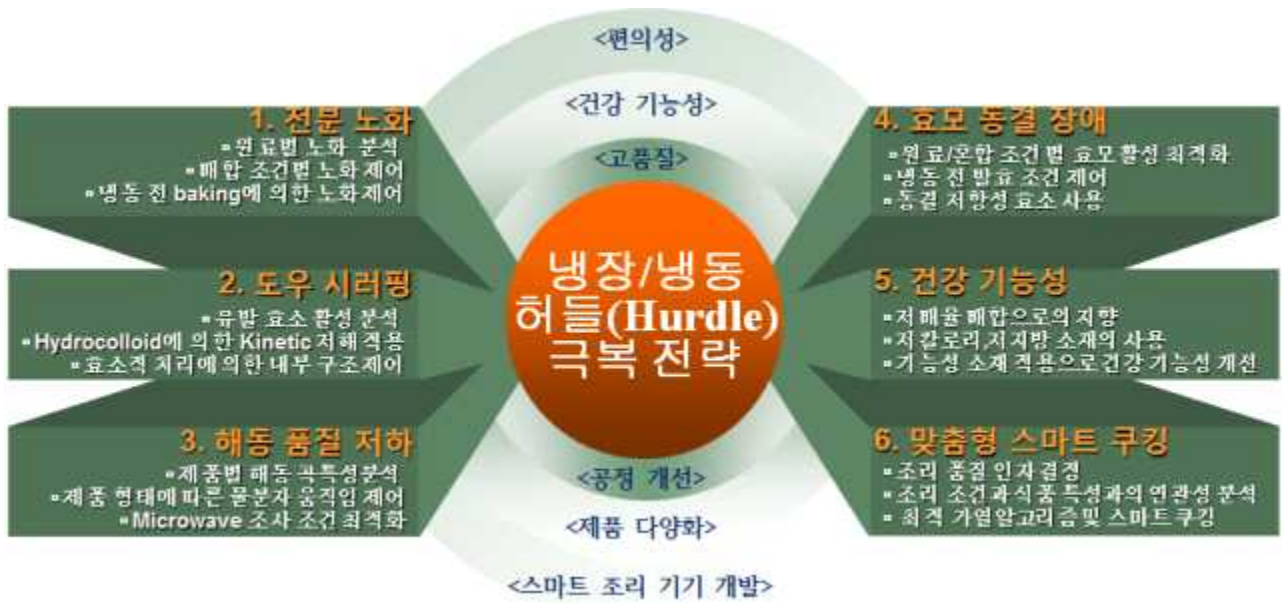 <편의성>
<건강 기능성>
<고품질>
냉장/냉동
허들(Hurdle)
극복 전략
<공정 개선>
<제품 다양화>
<스마트 조리 기기 개발>
1. 전분 노화
▪원료별 노화 분석
▪배합 조건별 노화 제어
▪냉동 전 baking에 의한 노화제어
2. 도우 시러핑
▪유발 효소 활성 분석
▪Hydrocolloid에 의한 Kinetic 저해 적용
▪효소적 처리에 의한 내부 구조제어
3. 해동 품질 저하
▪제품별 해동 곡특성분석
▪제품 형태에 따른 물분자 움직임 제어
▪Microwave 조사 조건 최적화
4. 효모 동결 장애
▪원료/혼합 조건별 효모 활성 최적화
▪냉동 전 발효 조건 제어
▪동결 저항성 효소 사용
5. 건강 기능성
▪저배율 배합으로의 지향
▪저칼로리,저지방 소재의 사용
▪기능성 소재 적용으로 건강 기능성 개선
6. 맞춤형 스마트 쿠킹
▪조리 품질 인자 결정
▪조리 조건과 식품 특성과의 연관성 분석
▪최적 가열알고리즘 및 스마트쿠킹